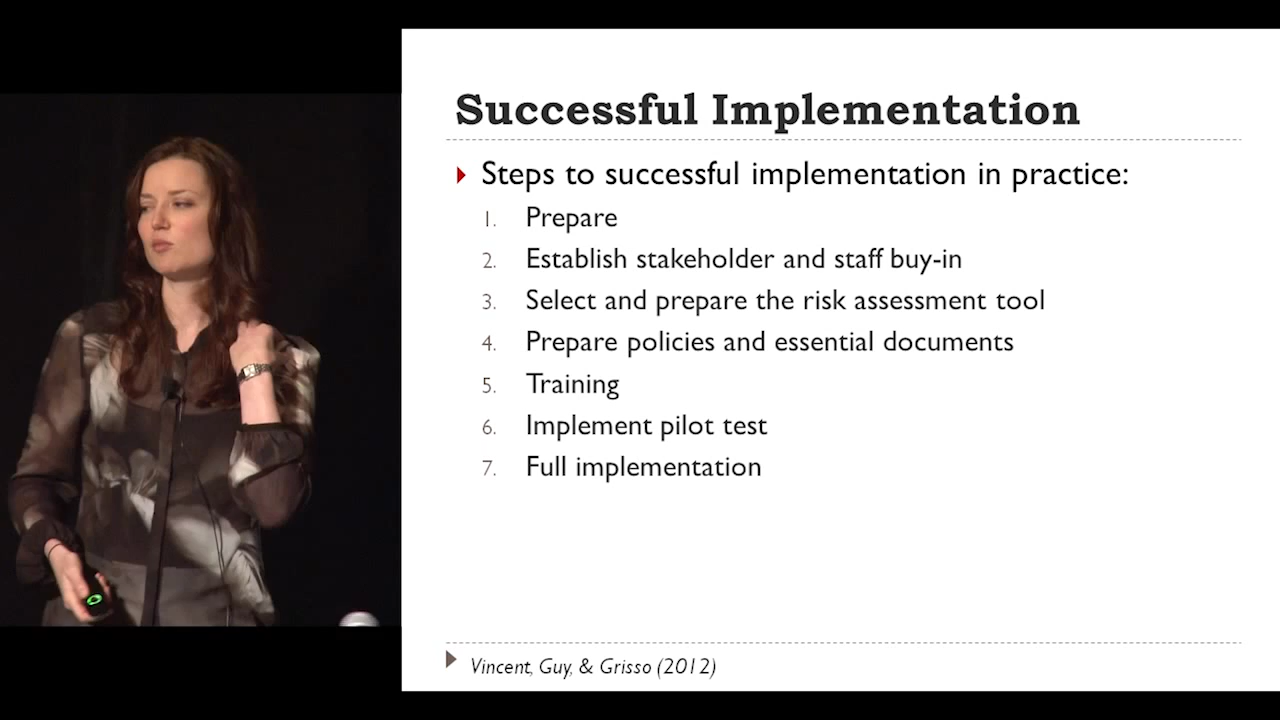 Successful Implementation
Steps to successful implementation in practice:
1. Prepare
2. Establish stakeholder and staff buy-in
3. Select and prepare the risk assessment tool
4. Prepare policies and essential documents
5. Training
6. Implement pilot test
7. Full implementation
Vincent, Guy, & Grisso (2012)